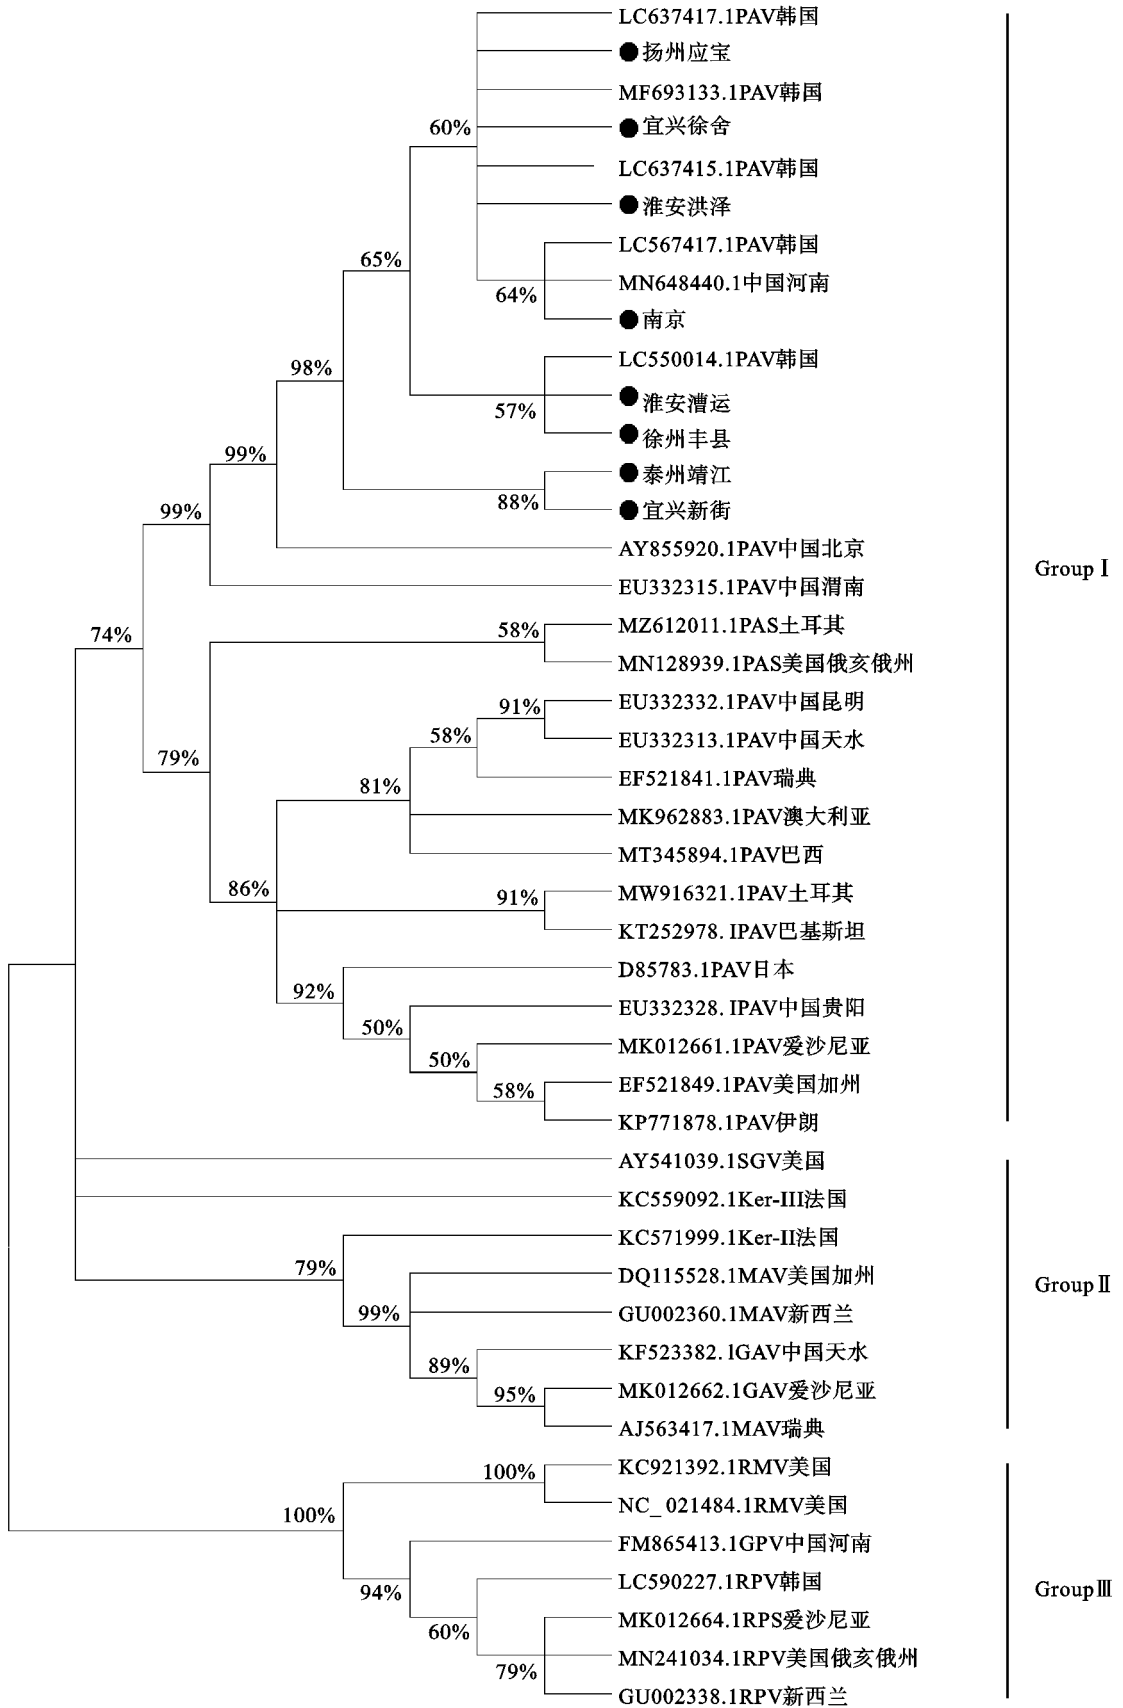 LC637417.1PAV韩国
扬州应宝
MF693133.1PAV韩国
60%
宜兴徐舍
LC637415.1PAV韩国
淮安洪泽
LC567417.1PAV韩国
65%
MN648440.1中国河南
64%
南京
LC550014.1PAV韩国
98%
淮安漕运
57%
徐州丰县
99%
泰州靖江
88%
宜兴新街
99%
AY855920.1PAV中国北京
GroupⅠ
EU332315.1PAV中国渭南
MZ612011.1PAS土耳其
58%
74%
MN128939.1PAS美国俄亥俄州
EU332332.1PAV中国昆明
91%
58%
EU332313.1PAV中国天水
79%
EF521841.1PAV瑞典
81%
MK962883.1PAV澳大利亚
MT345894.1PAV巴西
86%
MW916321.1PAV土耳其
91%
KT252978. IPAV巴基斯坦
D85783.1PAV日本
92%
EU332328. IPAV中国贵阳
50%
MK012661.1PAV爱沙尼亚
50%
EF521849.1PAV美国加州
58%
KP771878.1PAV伊朗
AY541039.1SGV美国
KC559092.1Ker-III法国
KC571999.1Ker-II法国
79%
DQ115528.1MAV美国加州
GroupⅡ
99%
GU002360.1MAV新西兰
KF523382. IGAV中国天水
89%
MK012662.1GAV爱沙尼亚
95%
AJ563417.1MAV瑞典
KC921392.1RMV美国
100%
NC_ 021484.1RMV美国
100%
FM865413.1GPV中国河南
LC590227.1RPV韩国
GroupⅢ
94%
MK012664.1RPS爱沙尼亚
60%
MN241034.1RPV美国俄亥俄州
79%
GU002338.1RPV新西兰